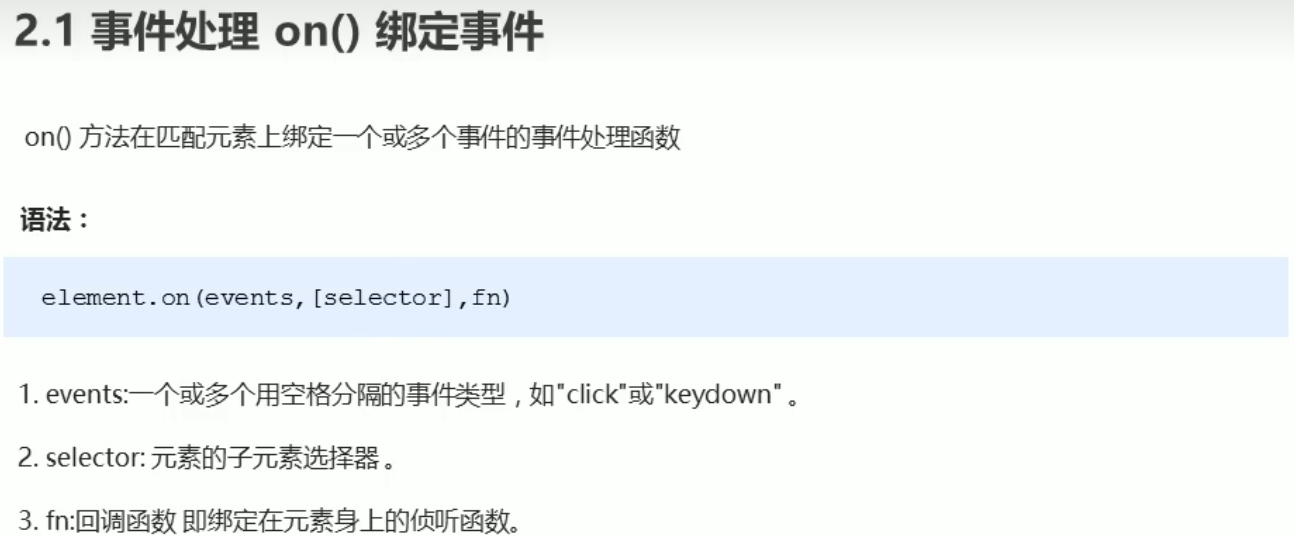 2.1 事件处理 on() 绑定事件
on() 方法在匹配元素上绑定一个或多个事件的事件处理函数
语法：
element.on(events,[selector],fn)
1. events:一个或多个用空格分隔的事件类型，如"click"或"keydown" 。
2. selector: 元素的子元素选择器 。
3. fn:回调函数 即绑定在元素身上的侦听函数。